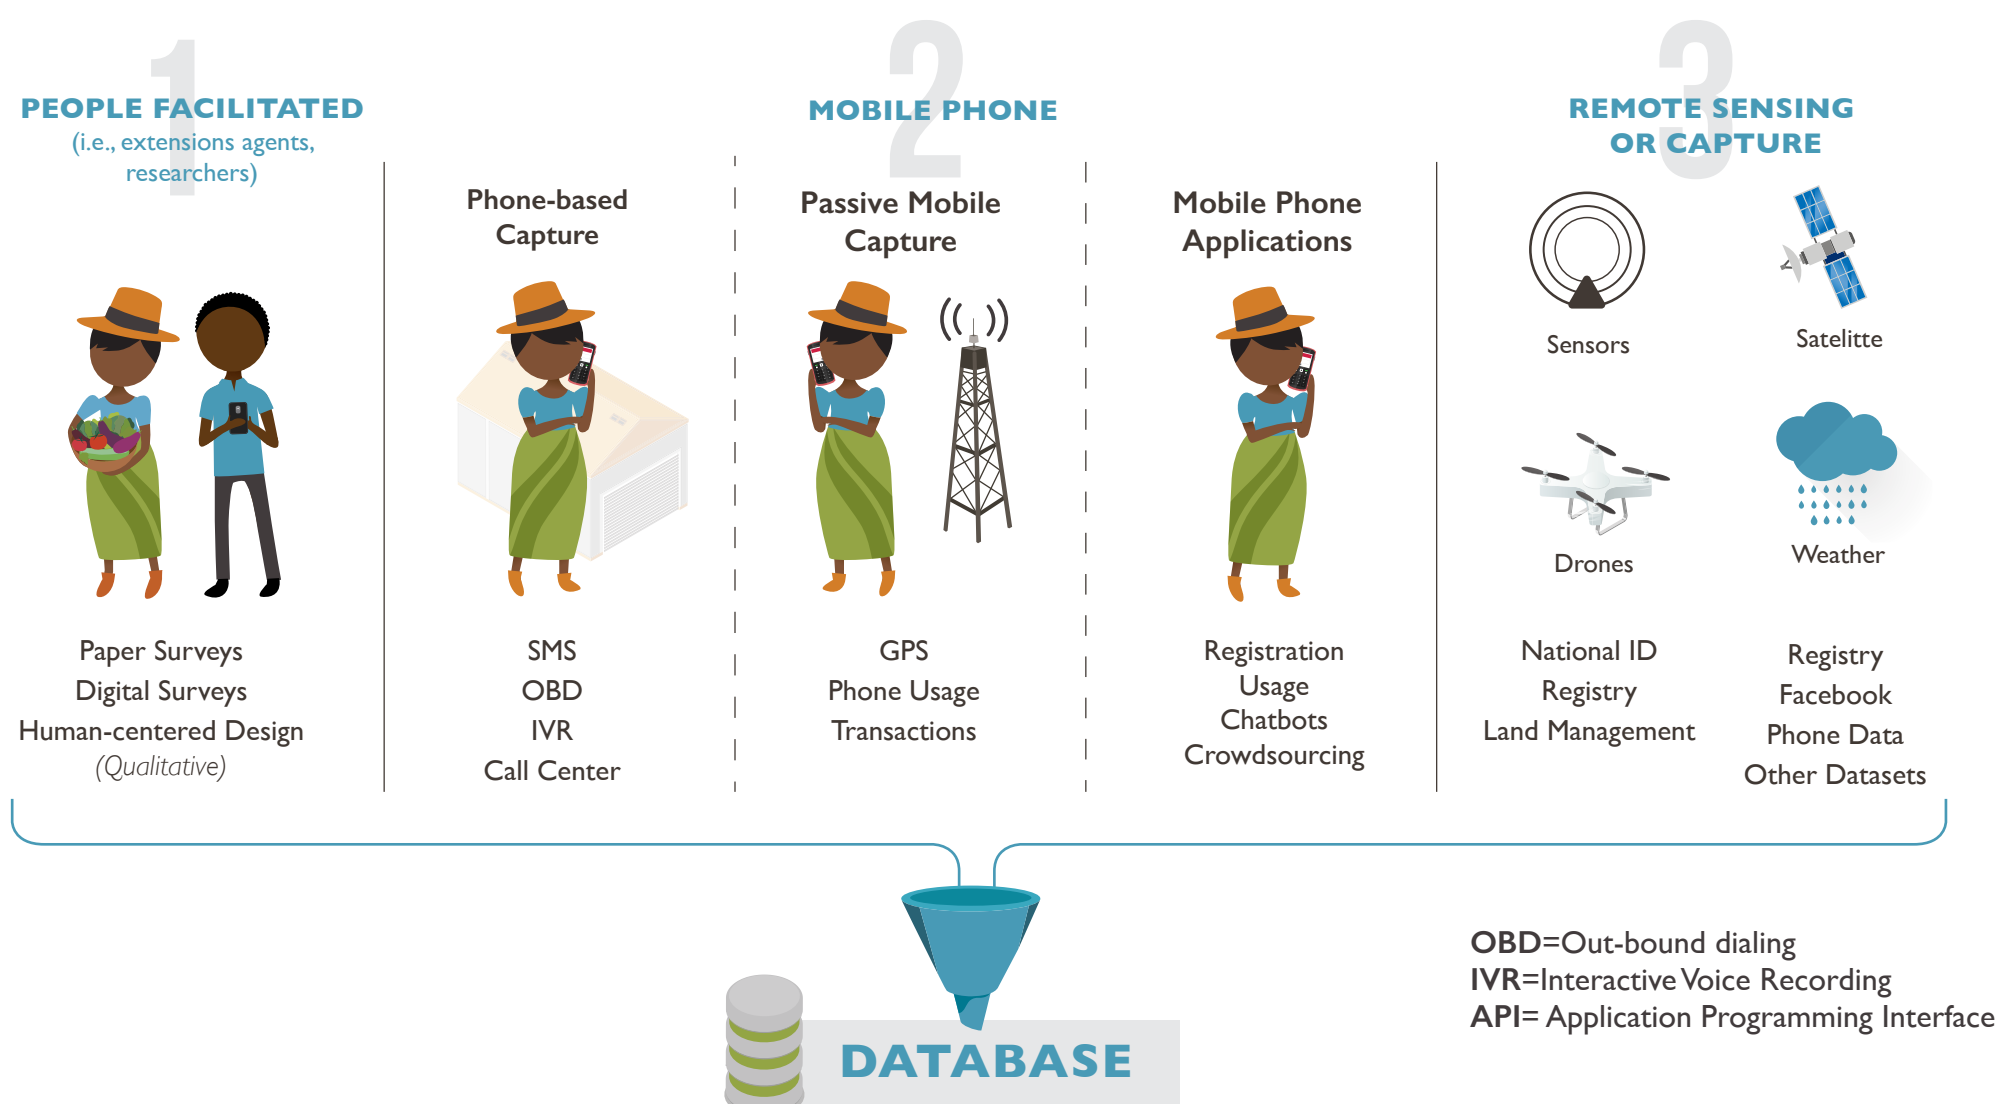 1
PEOPLE FACILITATED
(i.e., extensions agents,
researchers)
Paper Surveys
Digital Surveys
Human-centered Design
(Qualitative)
2
MOBILE PHONE
Phone-based
Capture
SMS
OBD
IVR
Call Center
Passive Mobile
Capture
GPS
Phone Usage
Transactions
Mobile Phone
Applications
Registration
Usage
Chatbots
Crowdsourcing
3
REMOTE SENSING
OR CAPTURE
Sensors
Satelitte
Drones
Weather
National ID
Registry
Land Management
Registry
Facebook
Phone Data
Other Datasets
DATABASE
OBD=Out-bound dialing
IVR=Interactive Voice Recording
API= Application Programming Interface